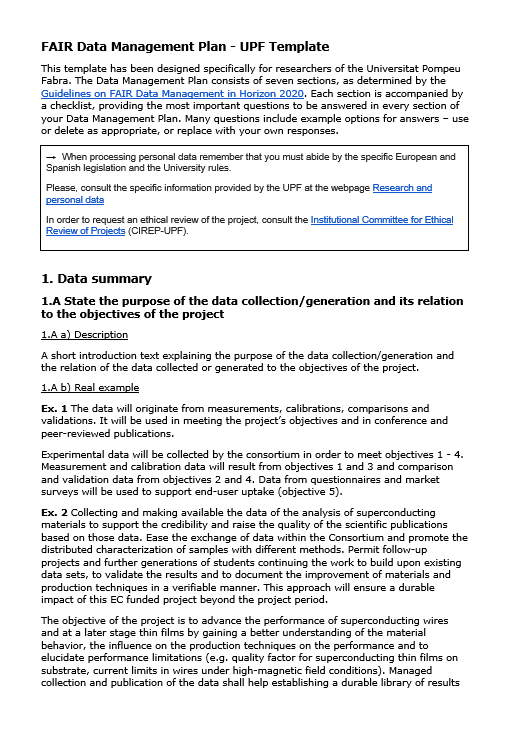 FAIR Data Management Plan - UPF Template
This template has been designed specifically for researchers of the Universitat Pompeu
Fabra. The Data Management Plan consists of seven sections, as determined by the
Guidelines on FAIR Data Management in Horizon 2020. Each section is accompanied by
a checklist, providing the most important questions to be answered in every section of
your Data Management Plan. Many questions include example options for answers – use
or delete as appropriate, or replace with your own responses.
→ When processing personal data remember that you must abide by the specific European and
Spanish legislation and the University rules.
Please, consult the specific information provided by the UPF at the webpage Research and
personal data
In order to request an ethical review of the project, consult the Institutional Committee for Ethical
Review of Projects (CIREP-UPF).
1. Data summary
1.A State the purpose of the data collection/generation and its relation
to the objectives of the project
1.A a) Description
A short introduction text explaining the purpose of the data collection/generation and
the relation of the data collected or generated to the objectives of the project.
1.A b) Real example
Ex. 1 The data will originate from measurements, calibrations, comparisons and
validations. It will be used in meeting the project's objectives and in conference and
peer-reviewed publications.
Experimental data will be collected by the consortium in order to meet objectives 1 - 4.
Measurement and calibration data will result from objectives 1 and 3 and comparison
and validation data from objectives 2 and 4. Data from questionnaires and market
surveys will be used to support end-user uptake (objective 5).
Ex. 2 Collecting and making available the data of the analysis of superconducting
materials to support the credibility and raise the quality of the scientific publications
based on those data. Ease the exchange of data within the Consortium and promote the
distributed characterization of samples with different methods. Permit follow-up
projects and further generations of students continuing the work to build upon existing
data sets, to validate the results and to document the improvement of materials and
production techniques in a verifiable manner. This approach will ensure a durable
impact of this EC funded project beyond the project period.
The objective of the project is to advance the performance of superconducting wires
and at a later stage thin films by gaining a better understanding of the material
behavior, the influence on the production techniques on the performance and to
elucidate performance limitations (e.g. quality factor for superconducting thin films on
substrate, current limits in wires under high-magnetic field conditions). Managed
collection and publication of the data shall help establishing a durable library of results